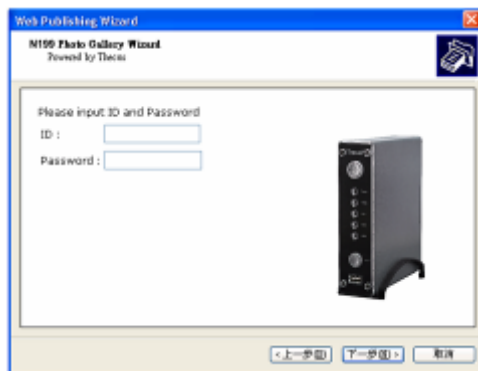 Web Publishing Wizard
N199 Photo Gallery Wizard
Powered by Thecus
Please input ID and Password
ID :
Password :
<上一步(B)
下一步(N)>
取消